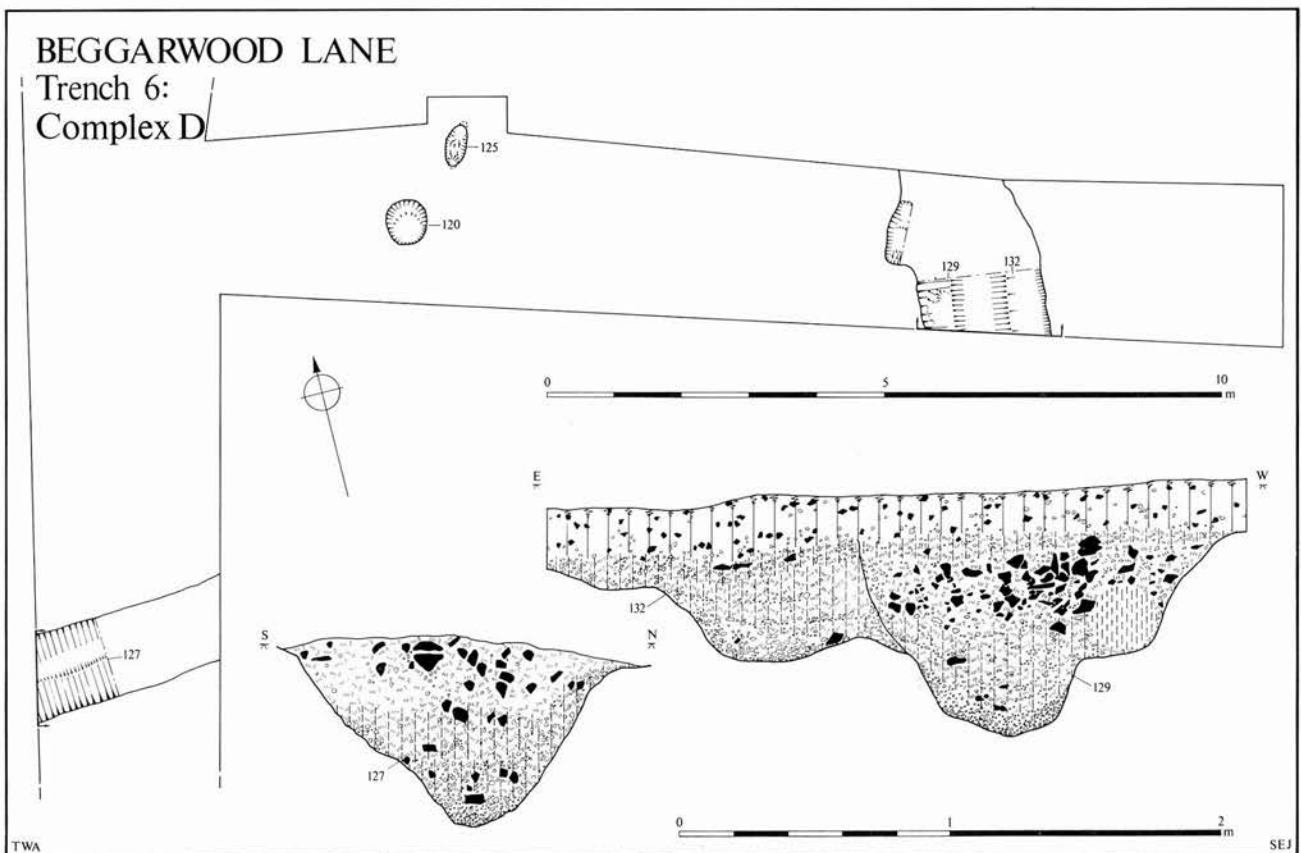 BEGGARWOOD LANE
Trench 6:
Complex D
125
120
129 132
0 5 10
m
E W
132
S N
127
129
127
0 1 2
m
TWA SEJ